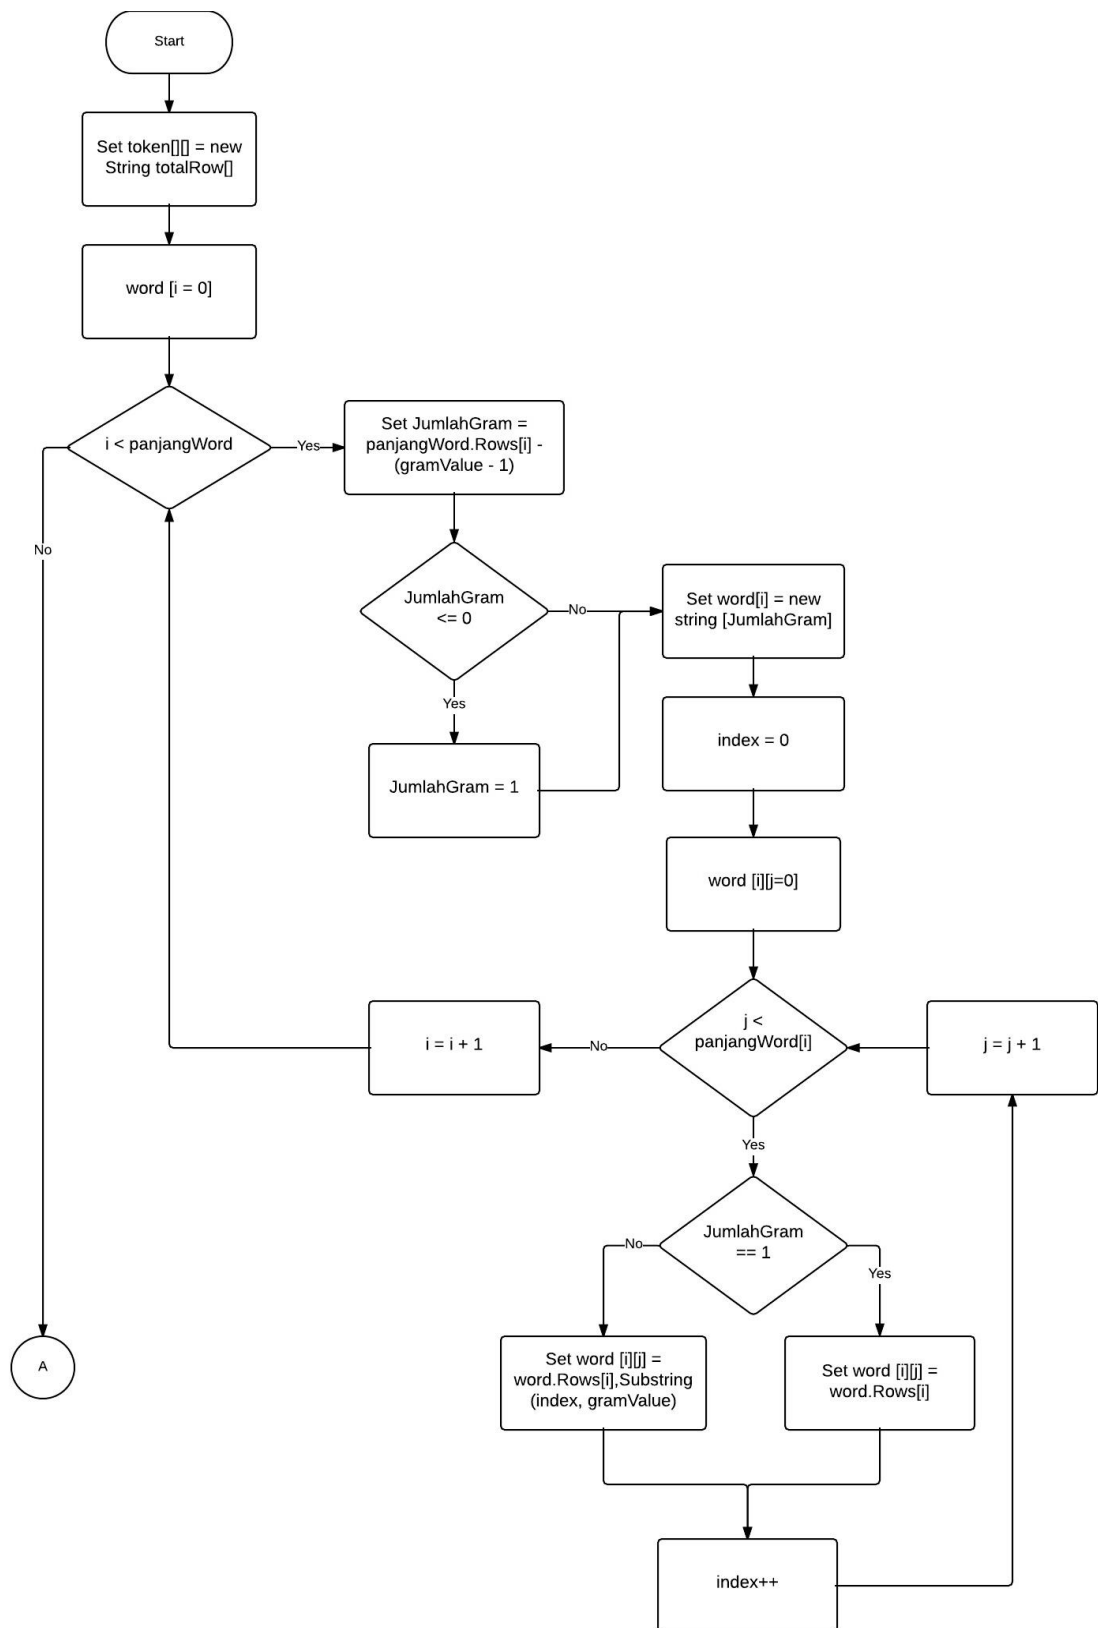 Start
Set token[][] = new
String totalRow[]
word [i = 0]
i < panjangWord
Yes
Set JumlahGram =
panjangWord.Rows[i] -
(gramValue - 1)
No
JumlahGram
<= 0
No
Set word[i] = new
string [JumlahGram]
Yes
JumlahGram = 1
index = 0
word [i][j=0]
j <
panjangWord[i]
No
i = i + 1
j = j + 1
Yes
JumlahGram
== 1
No
Yes
Set word [i][j] =
word.Rows[i],Substring
(index, gramValue)
Set word [i][j] =
word.Rows[i]
A
index++